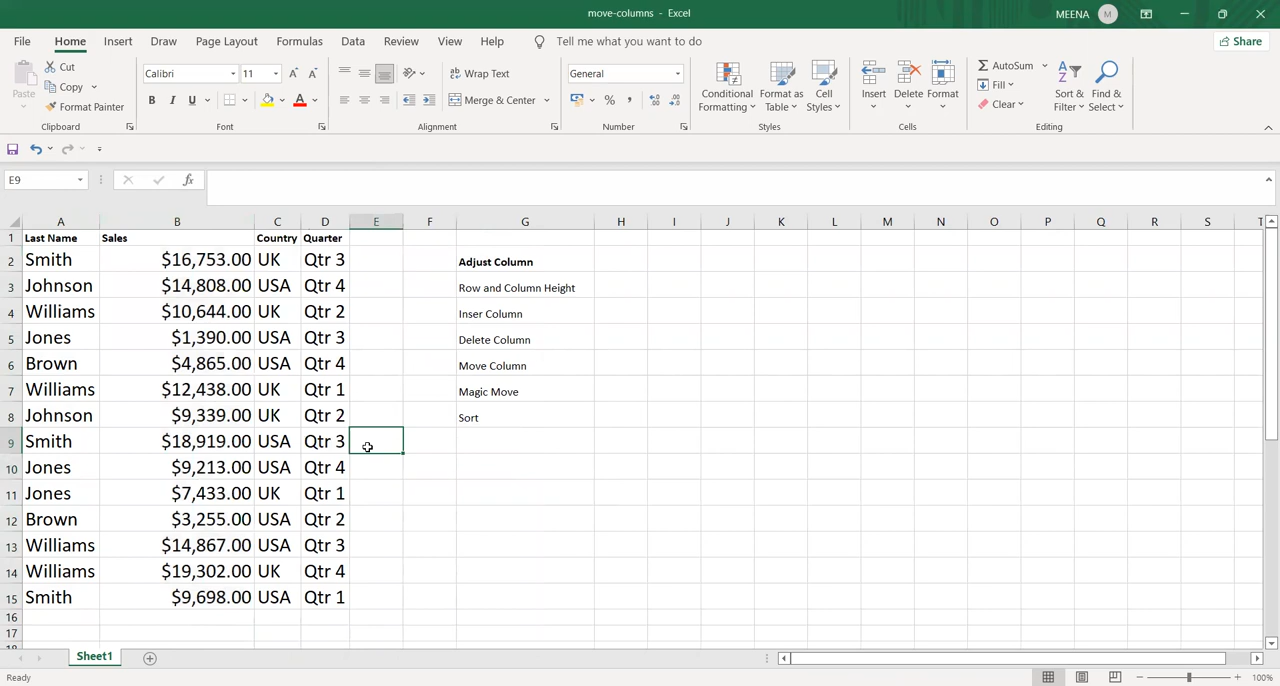 move-columns - Excel
MEENA M
File Home Insert Draw Page Layout Formulas Data Review View Help Tell me what you want to do Share
Paste Cut Copy Format Painter
Calibri 11
B I U
Wrap Text
Merge & Center
General
Conditional Formatting Format as Table Cell Styles
Insert Delete Format
AutoSum Fill Clear
Sort & Filter Find & Select
Clipboard Font Alignment Number Styles Cells Editing
E9
fx
A B C D E F G H I J K L M N O P Q R S T
1 Last Name Sales Country Quarter
2 Smith $16,753.00 UK Qtr 3 Adjust Column
3 Johnson $14,808.00 USA Qtr 4 Row and Column Height
4 Williams $10,644.00 UK Qtr 2 Inser Column
5 Jones $1,390.00 USA Qtr 3 Delete Column
6 Brown $4,865.00 USA Qtr 4 Move Column
7 Williams $12,438.00 UK Qtr 1 Magic Move
8 Johnson $9,339.00 UK Qtr 2 Sort
9 Smith $18,919.00 USA Qtr 3
10 Jones $9,213.00 USA Qtr 4
11 Jones $7,433.00 UK Qtr 1
12 Brown $3,255.00 USA Qtr 2
13 Williams $14,867.00 USA Qtr 3
14 Williams $19,302.00 UK Qtr 4
15 Smith $9,698.00 USA Qtr 1
16
17
Sheet1
Ready 100%